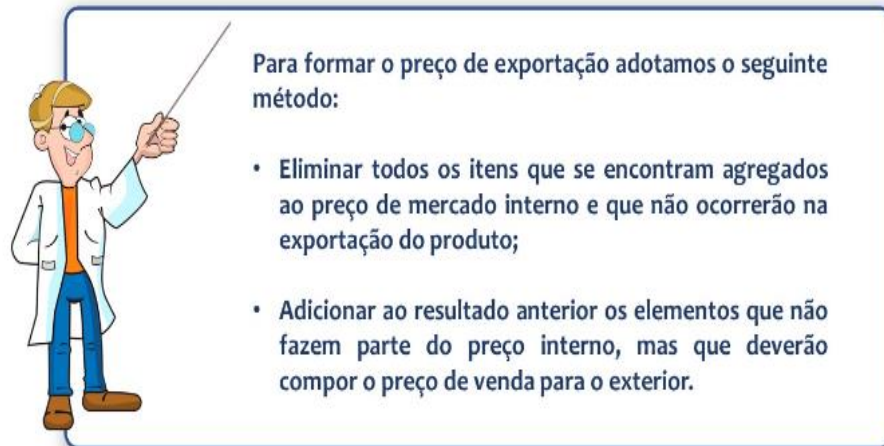 Para formar o preço de exportação adotamos o seguinte
método:
• Eliminar todos os itens que se encontram agregados
ao preço de mercado interno e que não ocorrerão na
exportação do produto;
• Adicionar ao resultado anterior os elementos que não
fazem parte do preço interno, mas que deverão
compor o preço de venda para o exterior.